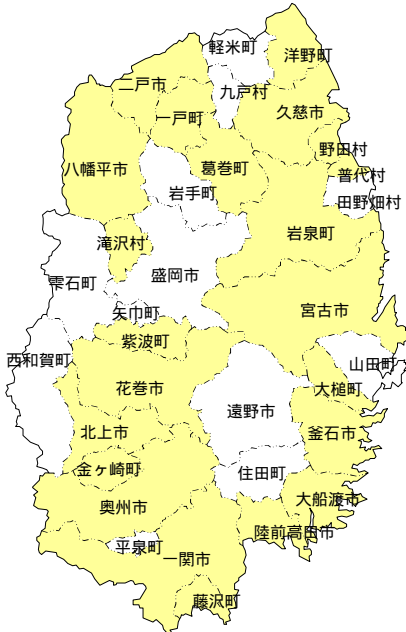 軽米町
洋野町
二戸市
九戸村
一戸町
久慈市
野田村
八幡平市
葛巻町
普代村
岩手町
田野畑村
滝沢村
岩泉町
盛岡市
雫石町
矢巾町
宮古市
紫波町
西和賀町
山田町
花巻市
大槌町
遠野市
北上市
釜石市
金ヶ崎町
住田町
奥州市
大船渡市
陸前高田市
平泉町
一関市
藤沢町